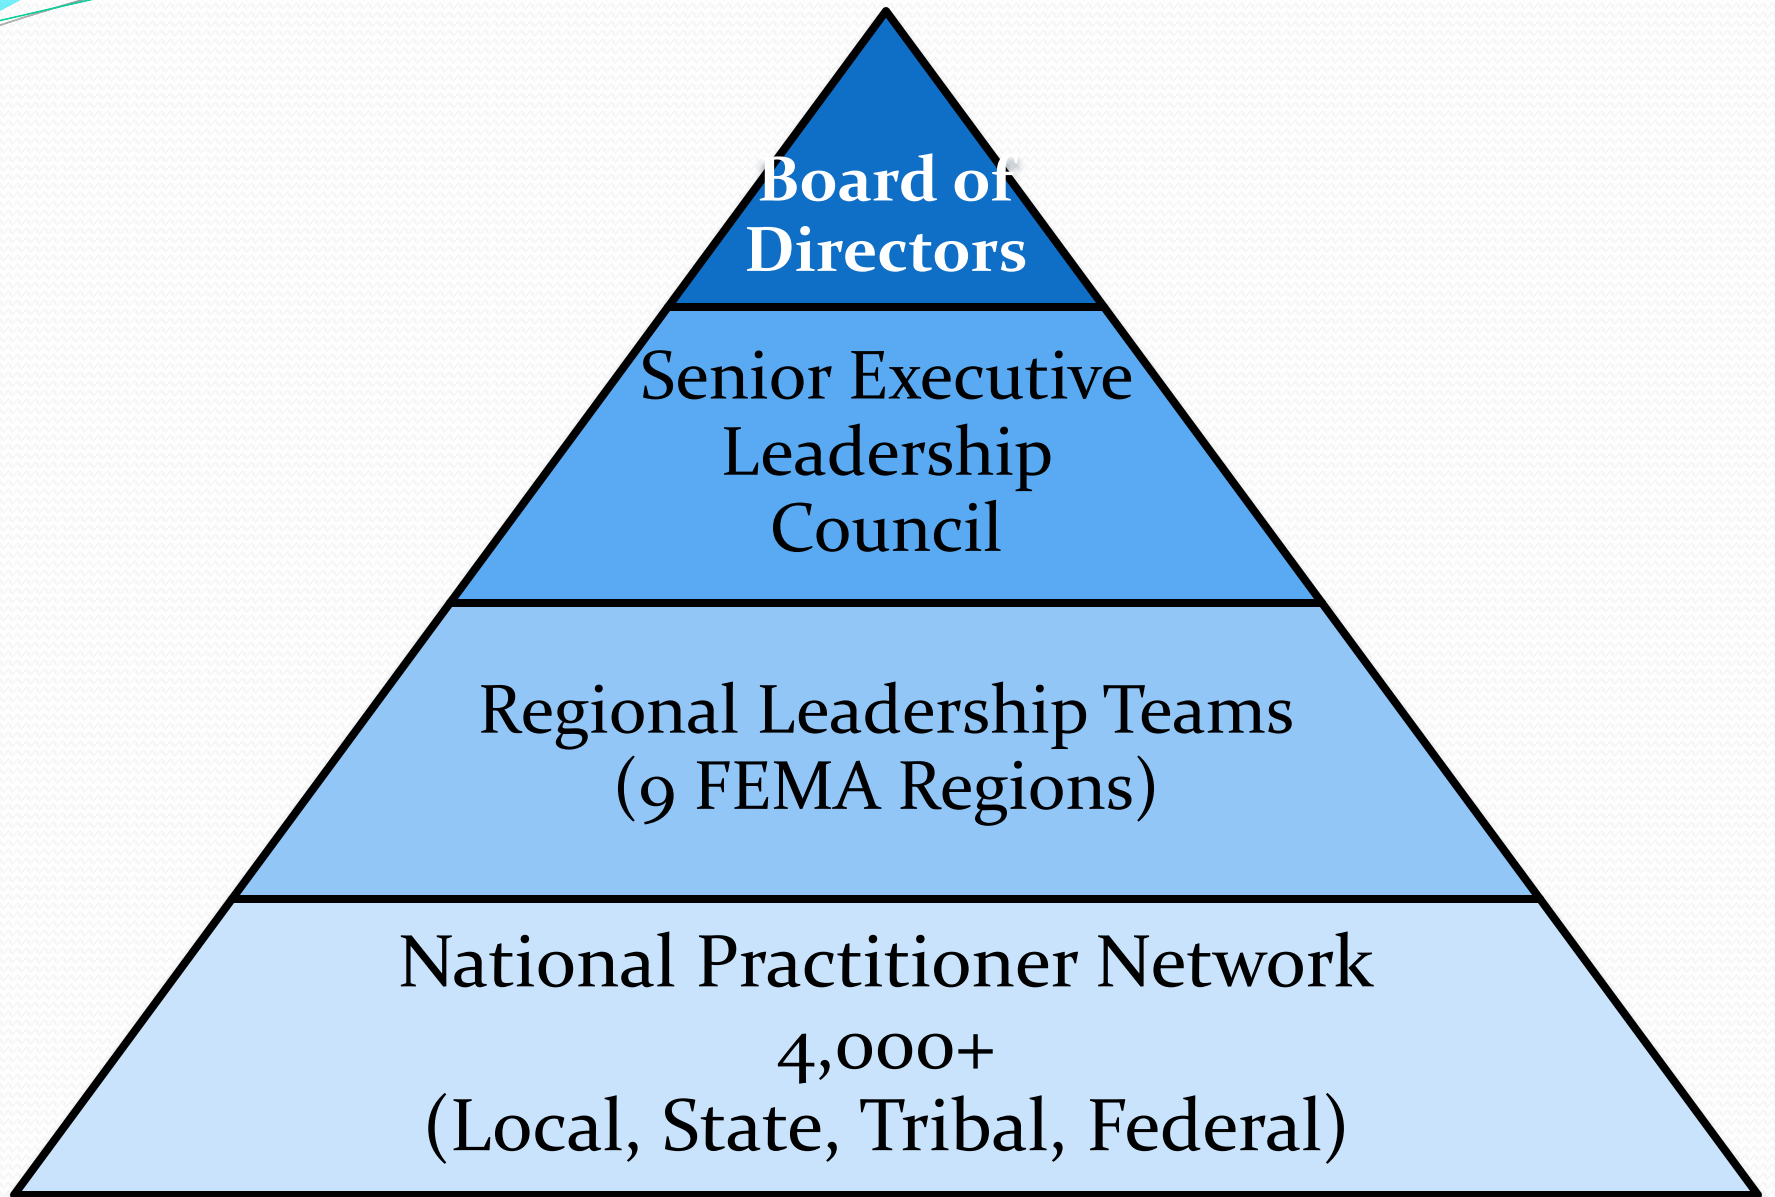 Board of
Directors
Senior Executive
Leadership
Council
Regional Leadership Teams
(9 FEMA Regions)
National Practitioner Network
4,000+
(Local, State, Tribal, Federal)